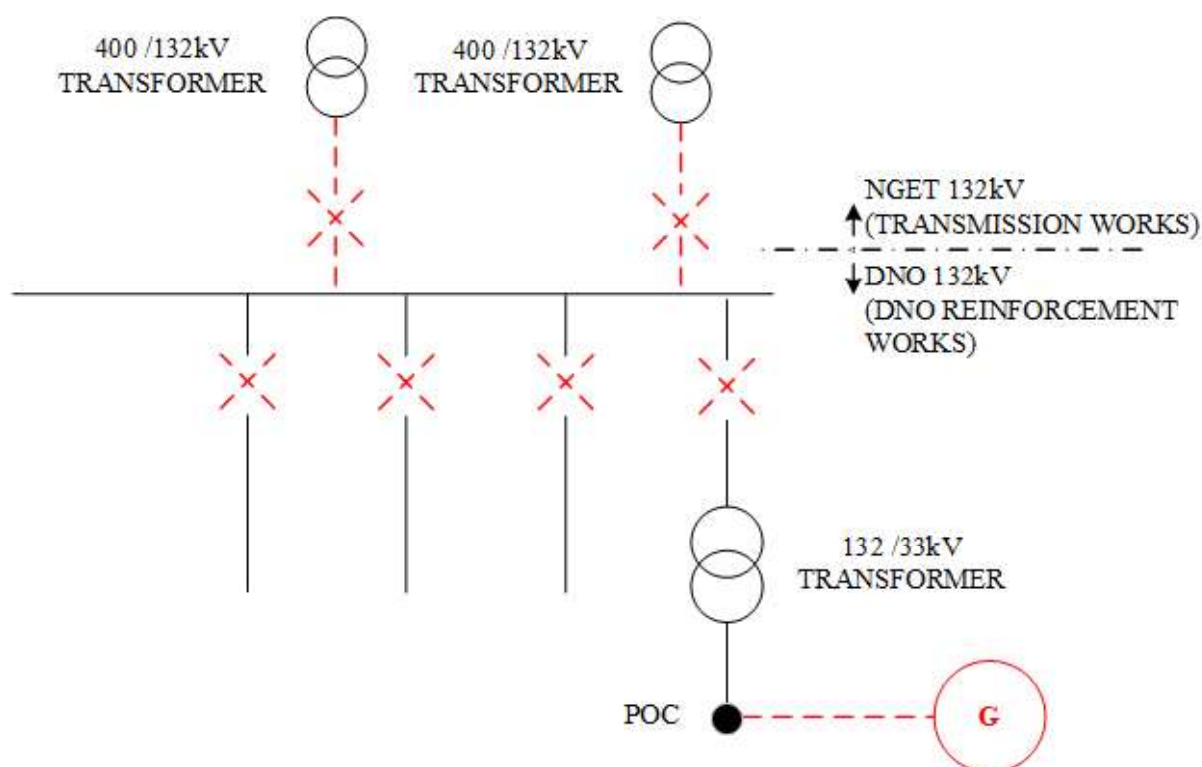 400 /132kV
TRANSFORMER
400 /132kV
TRANSFORMER
NGET 132kV
(TRANSMISSION WORKS)
DNO 132kV
(DNO REINFORCEMENT
WORKS)
132 /33kV
TRANSFORMER
POC
G